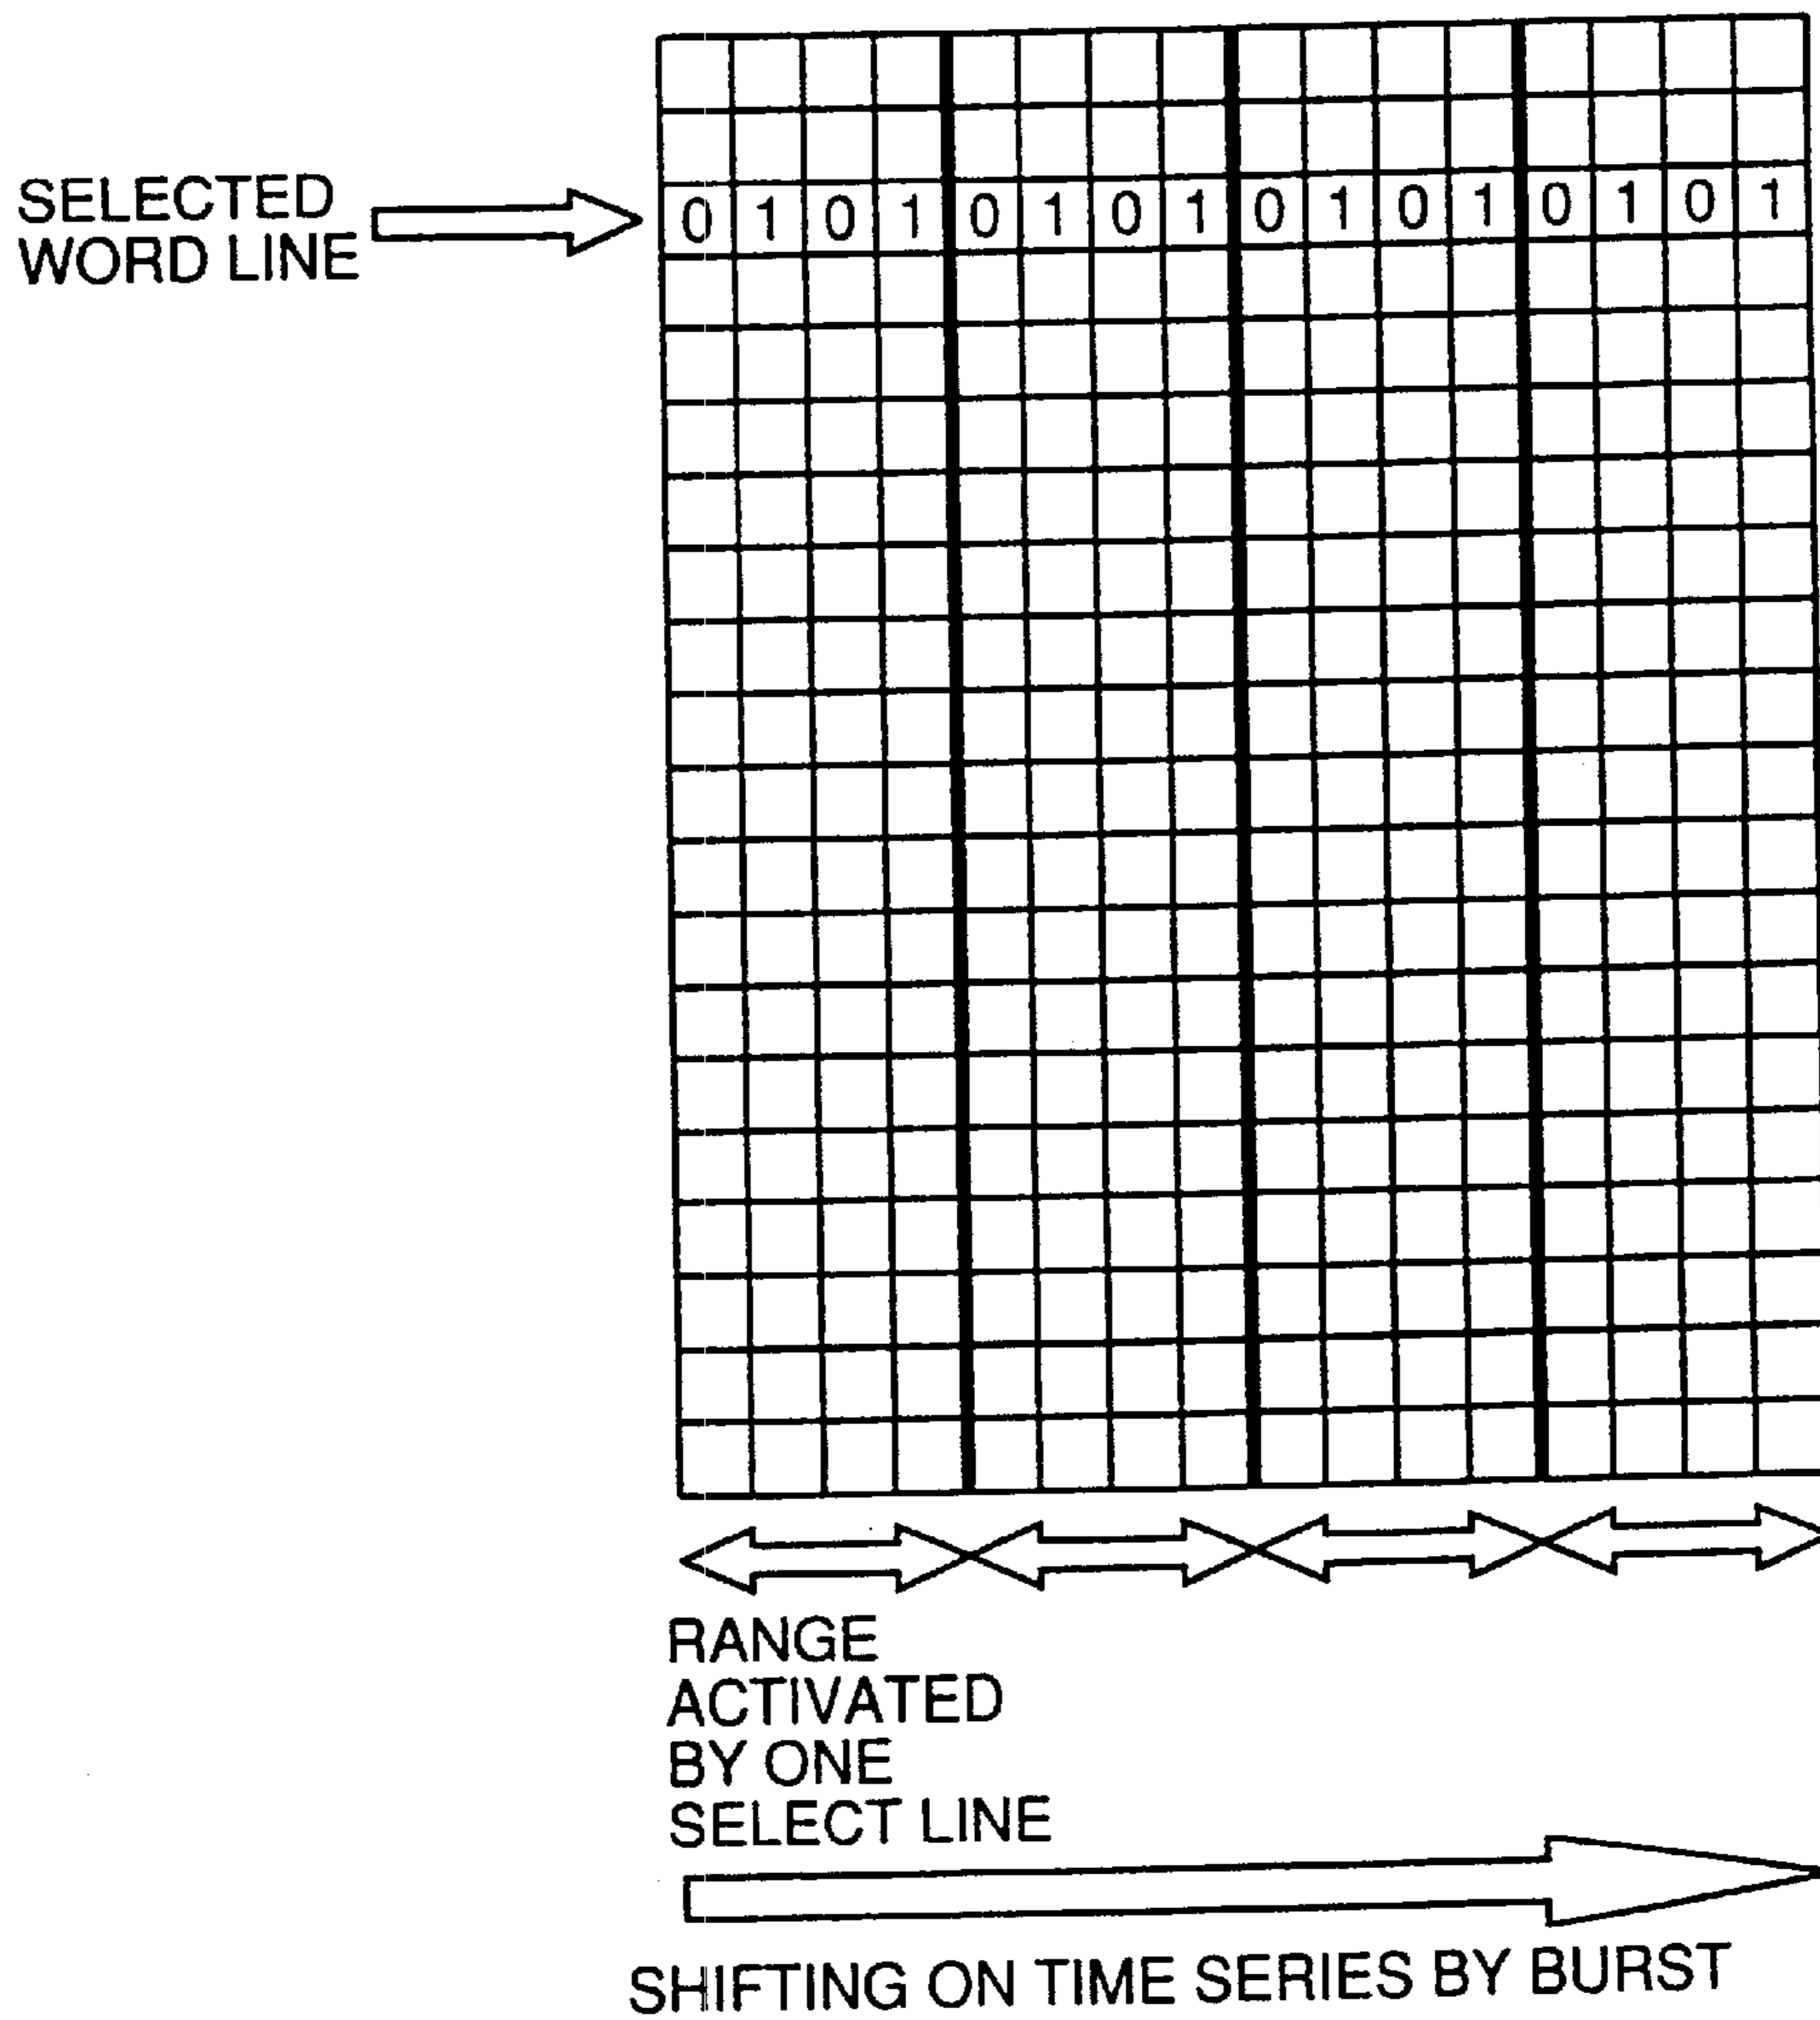 SELECTED
WORD LINE
0 1 0 1 0 1 0 1 0 1 0 1 0 1 0 1
RANGE
ACTIVATED
BY ONE
SELECT LINE
SHIFTING ON TIME SERIES BY BURST